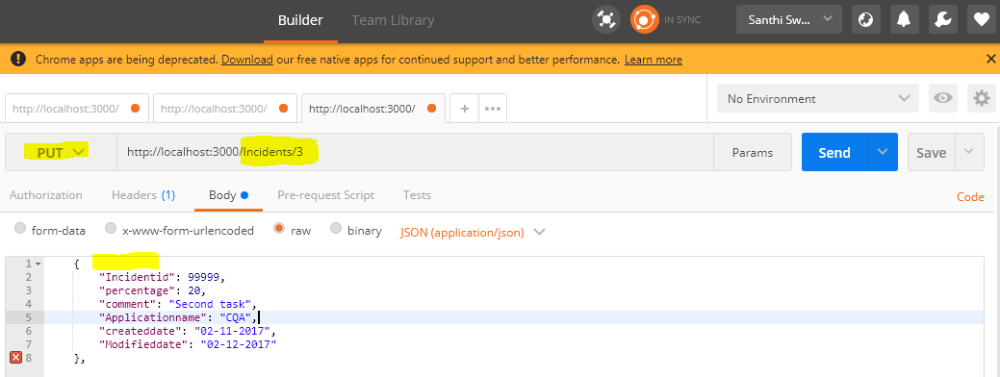 Builder Team Library IN SYNC Santhi Sw...
! Chrome apps are being deprecated. Download our free native apps for continued support and better performance. Learn more ×
http://localhost:3000/ http://localhost:3000/ http://localhost:3000/ + ••• No Environment
PUT http://localhost:3000/Incidents/3 Params Send Save
Authorization Headers (1) Body Pre-request Script Tests Code
form-data x-www-form-urlencoded raw binary JSON (application/json)
1 {
2 "Incidentid": 99999,
3 "percentage": 20,
4 "comment": "Second task",
5 "Applicationname": "CQA",
6 "createddate": "02-11-2017",
7 "Modifieddate": "02-12-2017"
8 },